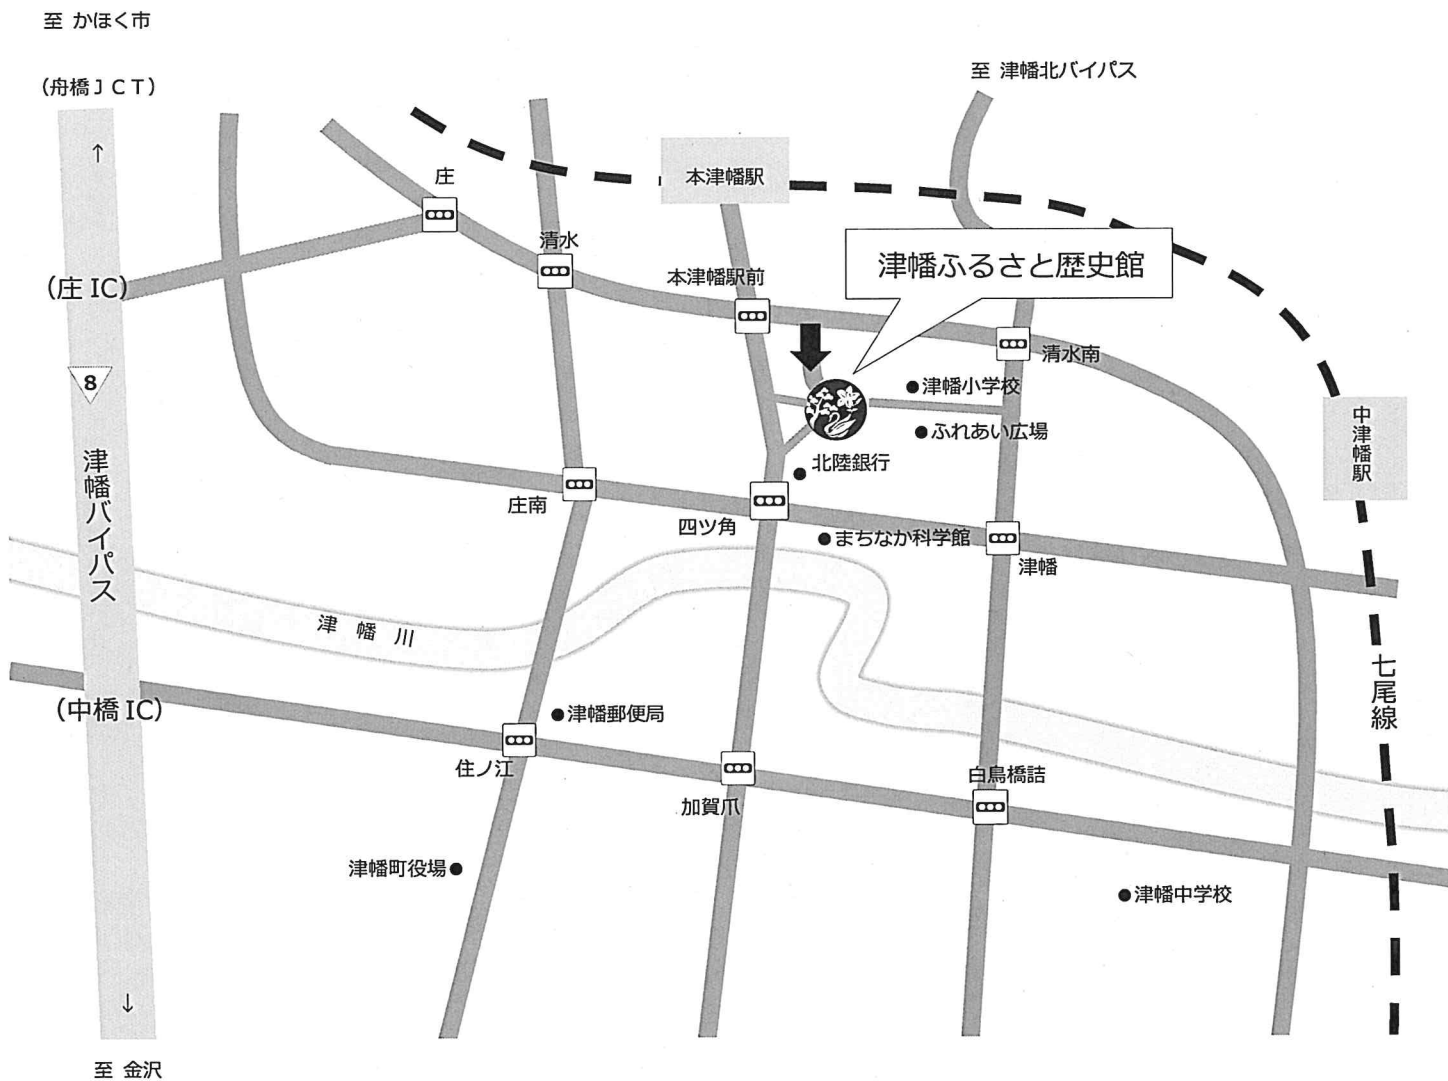 至 かほく市
(舟橋JCT)
↑
至 津幡北バイパス
本津幡駅
庄
清水
本津幡駅前
津幡ふるさと歴史館
(庄 IC)
清水南
8
津幡小学校
ふれあい広場
中津幡駅
北陸銀行
津幡バイパス
庄南
四ツ角
まちなか科学館
津幡
津幡川
七尾線
(中橋 IC)
津幡郵便局
住ノ江
加賀爪
白鳥橋詰
津幡町役場
津幡中学校
↓
至 金沢